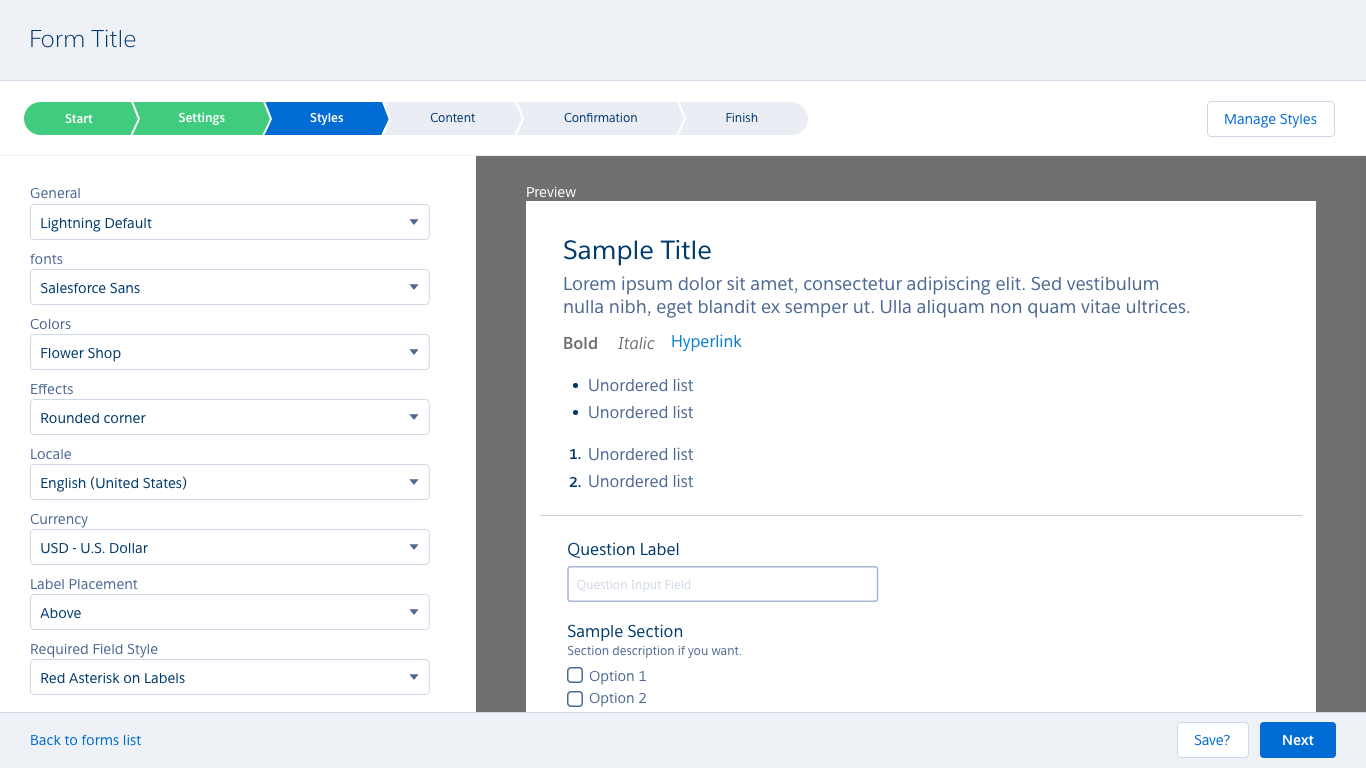 Form Title
Start
Settings
Styles
Content
Confirmation
Finish
Manage Styles
General
Lightning Default
fonts
Salesforce Sans
Colors
Flower Shop
Effects
Rounded corner
Locale
English (United States)
Currency
USD - U.S. Dollar
Label Placement
Above
Required Field Style
Red Asterisk on Labels
Preview
Sample Title
Lorem ipsum dolor sit amet, consectetur adipiscing elit. Sed vestibulum
nulla nibh, eget blandit ex semper ut. Ulla aliquam non quam vitae ultrices.
Bold Italic Hyperlink
• Unordered list
• Unordered list
1. Unordered list
2. Unordered list
Question Label
Question Input Field
Sample Section
Section description if you want.
Option 1
Option 2
Back to forms list
Save?
Next